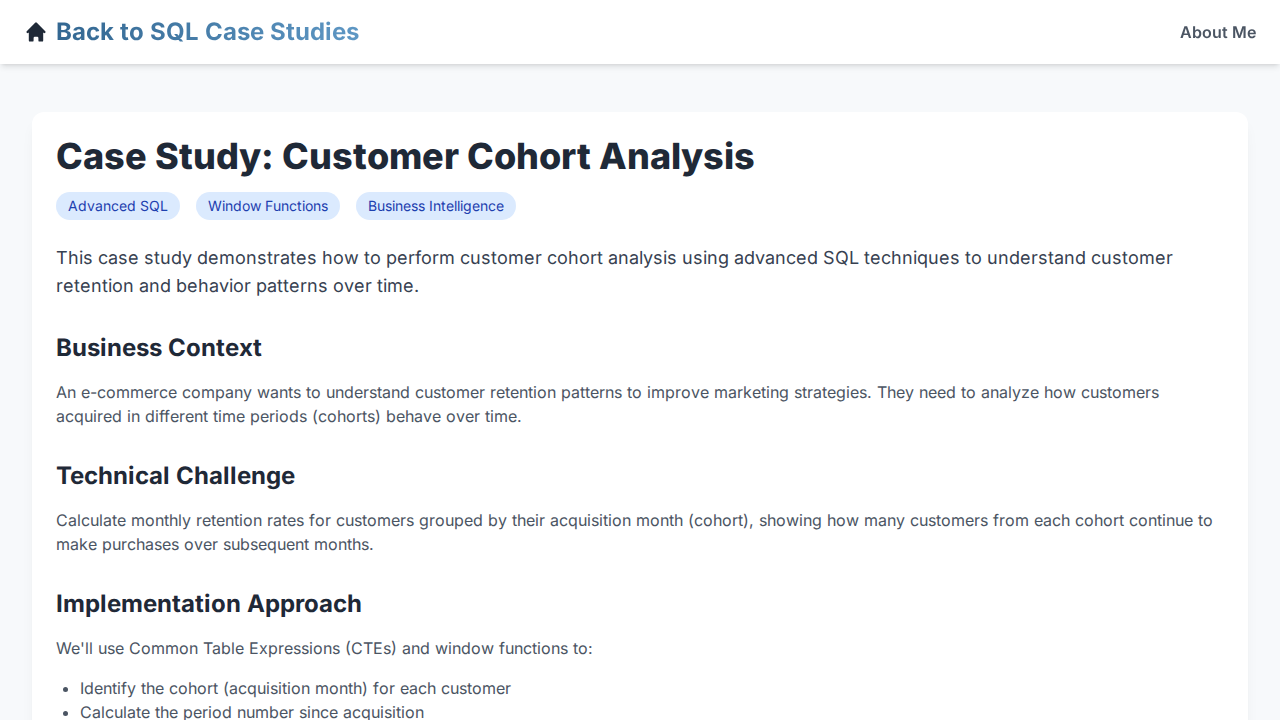 Back to SQL Case Studies
About Me
Case Study: Customer Cohort Analysis
Advanced SQL
Window Functions
Business Intelligence
This case study demonstrates how to perform customer cohort analysis using advanced SQL techniques to understand customer
retention and behavior patterns over time.
Business Context
An e-commerce company wants to understand customer retention patterns to improve marketing strategies. They need to analyze how customers
acquired in different time periods (cohorts) behave over time.
Technical Challenge
Calculate monthly retention rates for customers grouped by their acquisition month (cohort), showing how many customers from each cohort continue to
make purchases over subsequent months.
Implementation Approach
We'll use Common Table Expressions (CTEs) and window functions to:
• Identify the cohort (acquisition month) for each customer
• Calculate the period number since acquisition